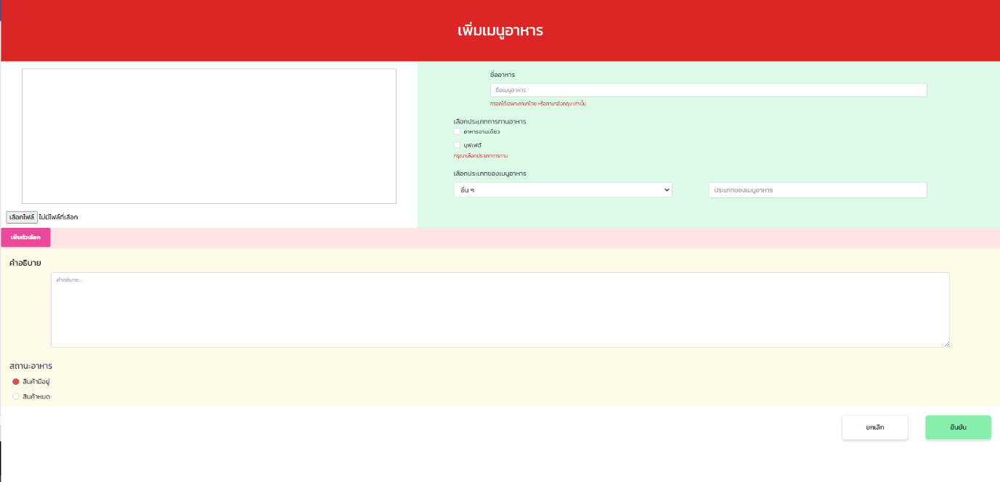 เพิ่มเมนูอาหาร
ชื่ออาหาร
ชื่อเมนูอาหาร
กรอกได้เฉพาะภาษาไทย หรือภาษาอังกฤษ เท่านั้น
เลือกประเภทการทานอาหาร
อาหารจานเดียว
บุฟเฟต์
กรุณาเลือกประเภทการทาน
เลือกประเภทของเมนูอาหาร
อื่น ๆ
ประเภทของเมนูอาหาร
เลือกไฟล์ ไม่มีไฟล์ที่เลือก
เพิ่มตัวเลือก
คำอธิบาย
คำอธิบาย...
สถานะอาหาร
สินค้ามีอยู่
สินค้าหมด
ยกเลิก
ยืนยัน